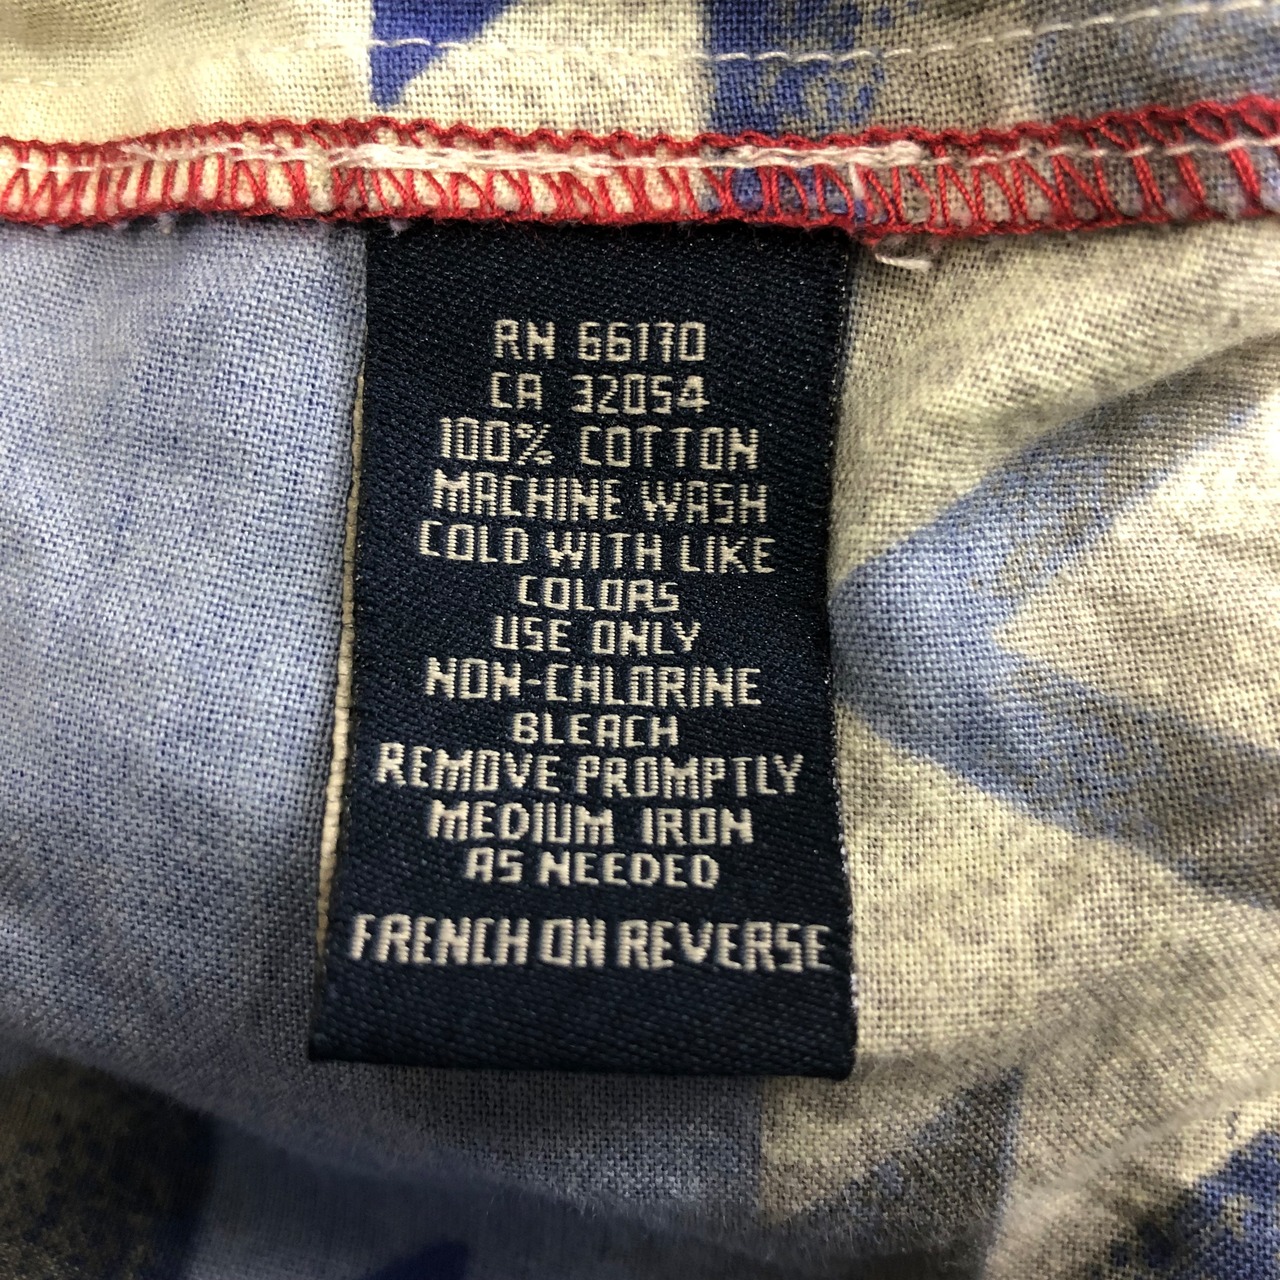 RN 66170
CA 32054
100% COTTON
MACHINE WASH
COLD WITH LIKE
COLORS
USE ONLY
NON-CHLORINE
BLEACH
REMOVE PROMPTLY
MEDIUM IRON
AS NEEDED
FRENCH ON REVERSE